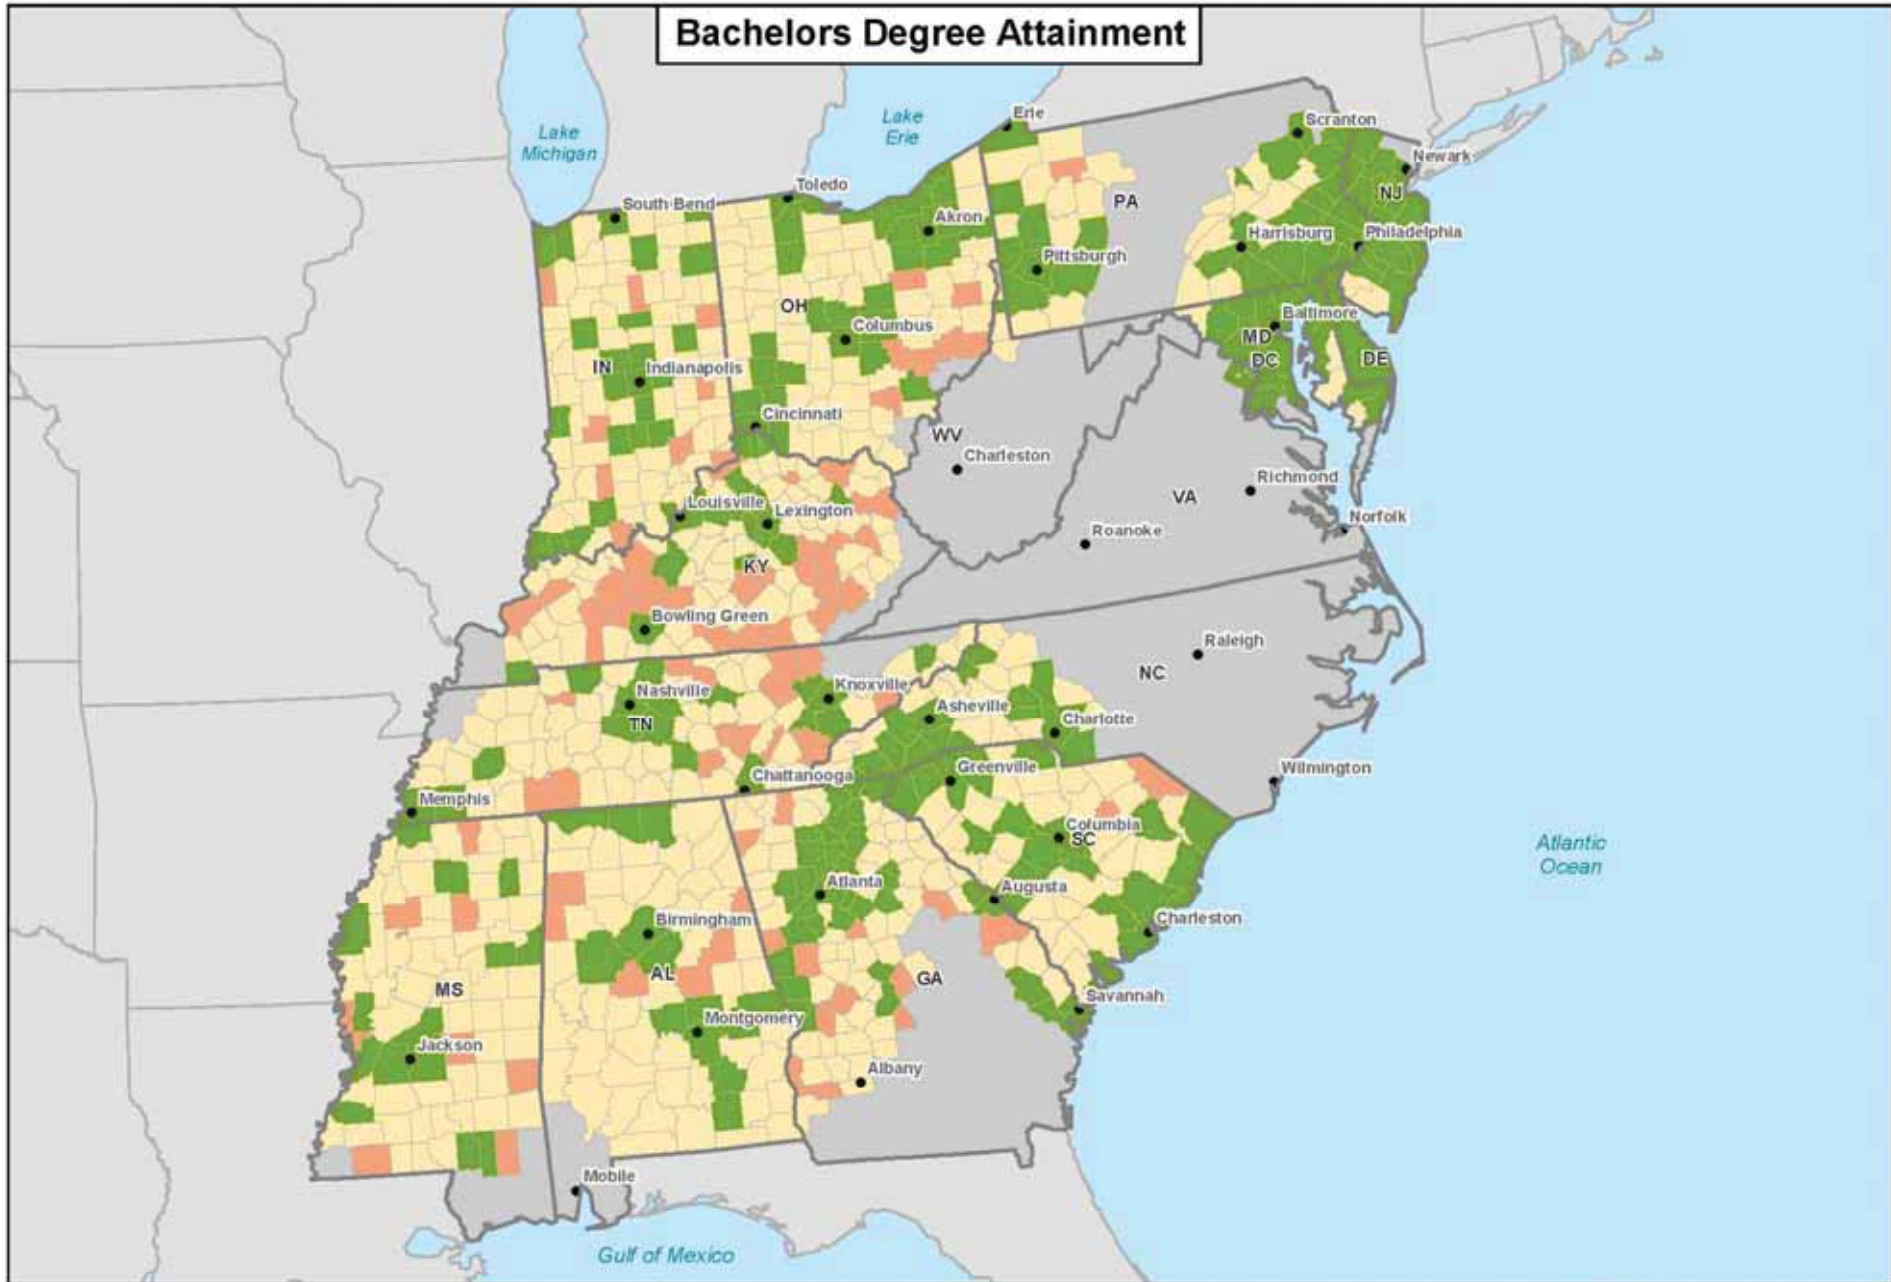 Bachelors Degree Attainment
Lake
Michigan
Lake
Erie
Erie
Scranton
Newark
Toledo
South Bend
PA
NJ
Akron
Harrisburg
Philadelphia
Pittsburgh
OH
Columbus
Baltimore
MD
DC
DE
IN
Indianapolis
Cincinnati
WV
Charleston
Richmond
VA
Louisville
Lexington
Norfolk
Roanoke
KY
Bowling Green
Raleigh
NC
Nashville
Knoxville
TN
Asheville
Charlotte
Chattanooga
Greenville
Wilmington
Memphis
Columbia
SC
Atlantic
Ocean
Atlanta
Augusta
Birmingham
Charleston
AL
GA
MS
Savannah
Montgomery
Jackson
Albany
Mobile
Gulf of Mexico